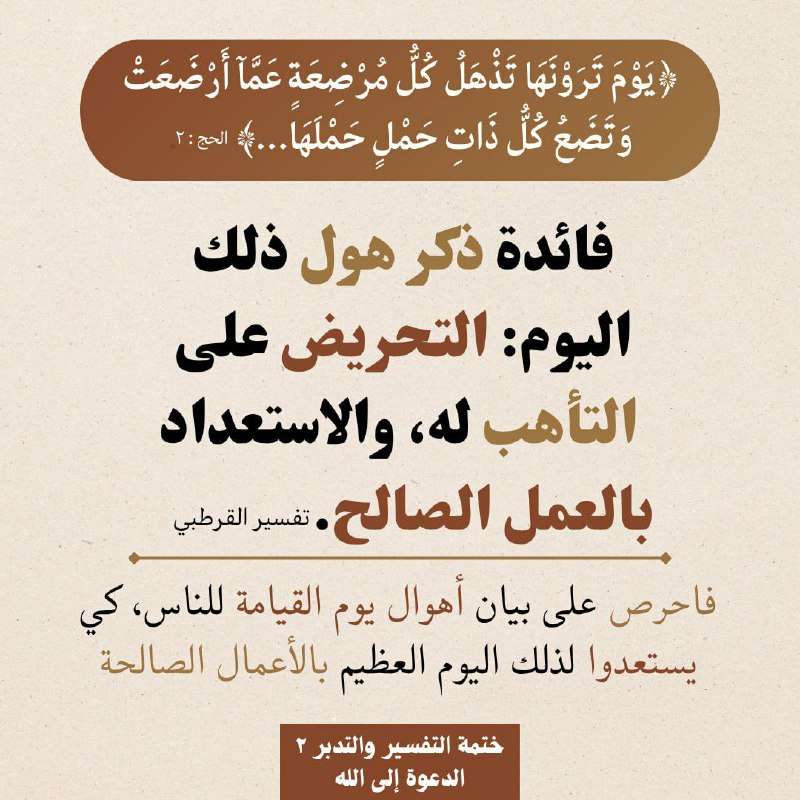 ﴿يَوْمَ تَرَوْنَهَا تَذْهَلُ كُلُّ مُرْضِعَةٍ عَمَّآ أَرْضَعَتْ
وَتَضَعُ كُلُّ ذَاتِ حَمْلٍ حَمْلَهَا...﴾ الحج: ٢.
فائدة ذكر هول ذلك
اليوم: التحريض على
التأهب له، والاستعداد
بالعمل الصالح. تفسير القرطبي
فاحرص على بيان أهوال يوم القيامة للناس، كي
يستعدوا لذلك اليوم العظيم بالأعمال الصالحة
ختمة التفسير والتدبر ٢
الدعوة إلى الله